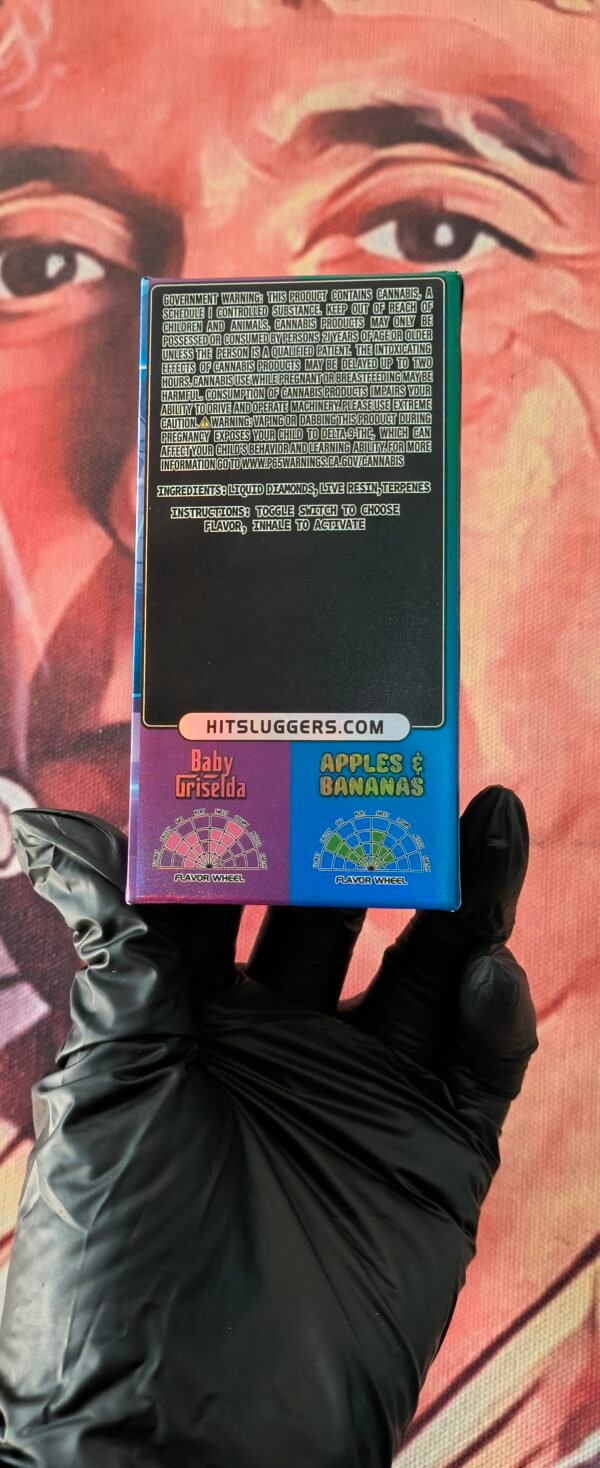 GOVERNMENT WARNING: THIS PRODUCT CONTAINS CANNABIS, A
SCHEDULE I CONTROLLED SUBSTANCE. KEEP OUT OF REACH OF
CHILDREN AND ANIMALS. CANNABIS PRODUCTS MAY ONLY BE
POSSESSED OR CONSUMED BY PERSONS 21 YEARS OF AGE OR OLDER
UNLESS THE PERSON IS A QUALIFIED PATIENT. THE INTOXICATING
EFFECTS OF CANNABIS PRODUCTS MAY BE DELAYED UP TO TWO
HOURS. CANNABIS USE WHILE PREGNANT OR BREASTFEEDING MAY BE
HARMFUL. CONSUMPTION OF CANNABIS PRODUCTS IMPAIRS YOUR
ABILITY TO DRIVE AND OPERATE MACHINERY. PLEASE USE EXTREME
CAUTION. ⚠ WARNING: VAPING OR DABBING THIS PRODUCT DURING
PREGNANCY EXPOSES YOUR CHILD TO DELTA-9-THC, WHICH CAN
AFFECT YOUR CHILD'S BEHAVIOR AND LEARNING ABILITY. FOR MORE
INFORMATION GO TO WWW.P65WARNINGS.CA.GOV/CANNABIS
INGREDIENTS: LIQUID DIAMONDS, LIVE RESIN, TERPENES
INSTRUCTIONS: TOGGLE SWITCH TO CHOOSE
FLAVOR, INHALE TO ACTIVATE
HITSLUGGERS.COM
Baby
Griselda
FLAVOR WHEEL
APPLES &
BANANAS
FLAVOR WHEEL